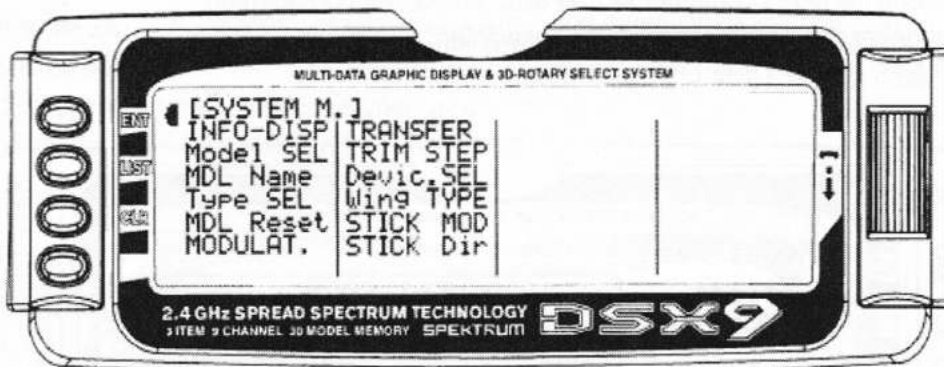 MULTI-DATA GRAPHIC DISPLAY & 3D-ROTARY SELECT SYSTEM
ENT
LIST
CLR
[SYSTEM M.]
INFO-DISP TRANSFER
Model SEL TRIM STEP
MDL Name Devic.SEL
Type SEL Wing TYPE
MDL Reset STICK MOD
MODULAT. STICK Dir
2.4 GHz SPREAD SPECTRUM TECHNOLOGY
9 CHANNEL 30 MODEL MEMORY SPEKTRUM
DSX9